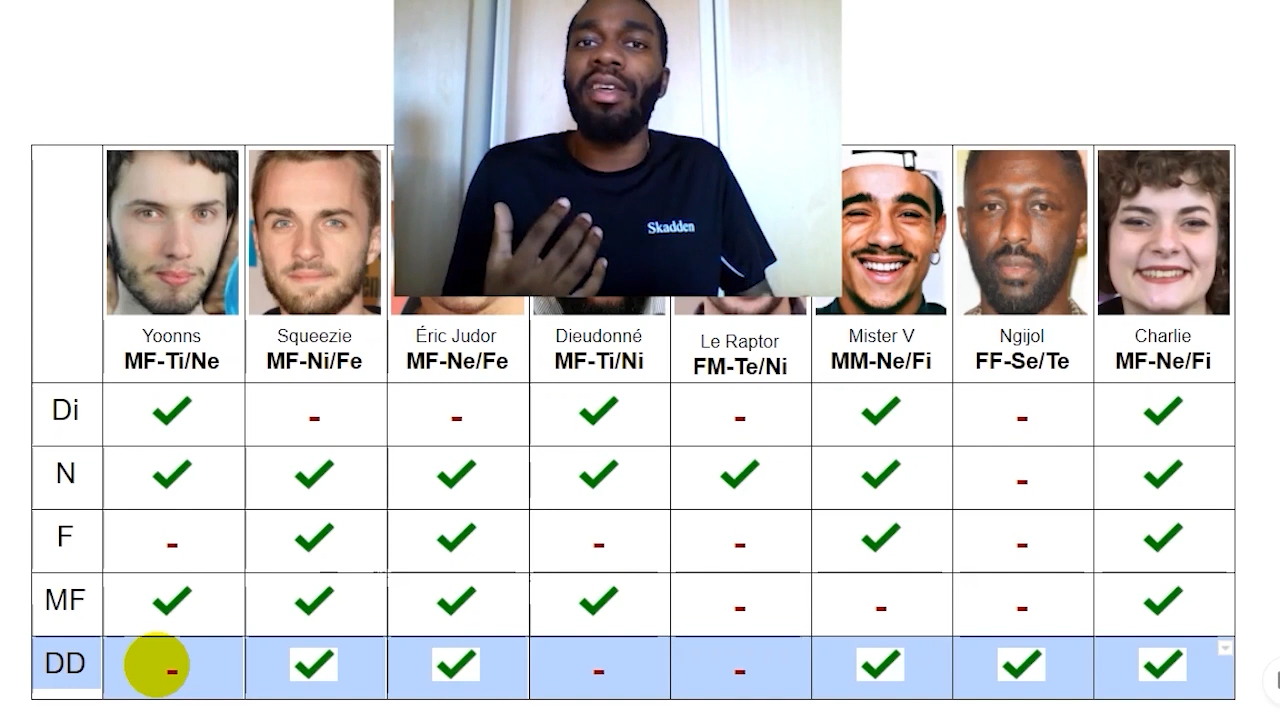 Skadden
Yoonns
MF-Ti/Ne
Squeezie
MF-Ni/Fe
Éric Judor
MF-Ne/Fe
Dieudonné
MF-Ti/Ni
Le Raptor
FM-Te/Ni
Mister V
MM-Ne/Fi
Ngijol
FF-Se/Te
Charlie
MF-Ne/Fi
Di - - - -
N -
F - - - -
MF - - -
DD - - -